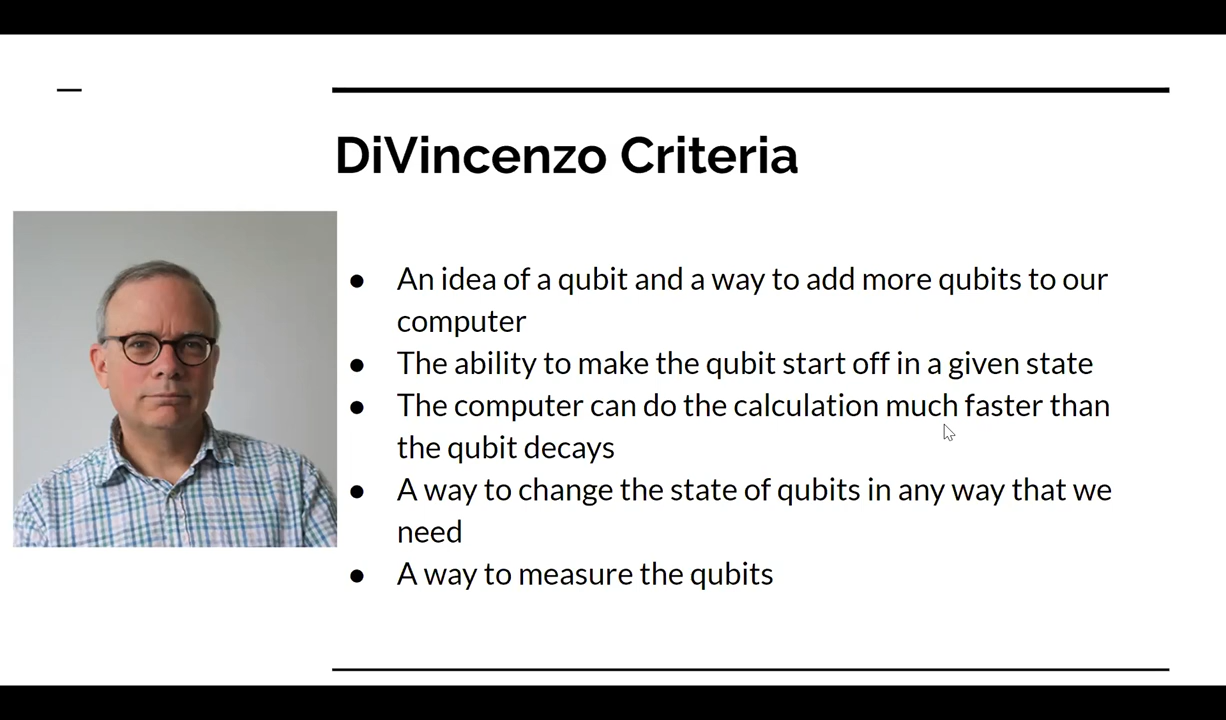 DiVincenzo Criteria
● An idea of a qubit and a way to add more qubits to our
computer
● The ability to make the qubit start off in a given state
● The computer can do the calculation much faster than
the qubit decays
● A way to change the state of qubits in any way that we
need
● A way to measure the qubits